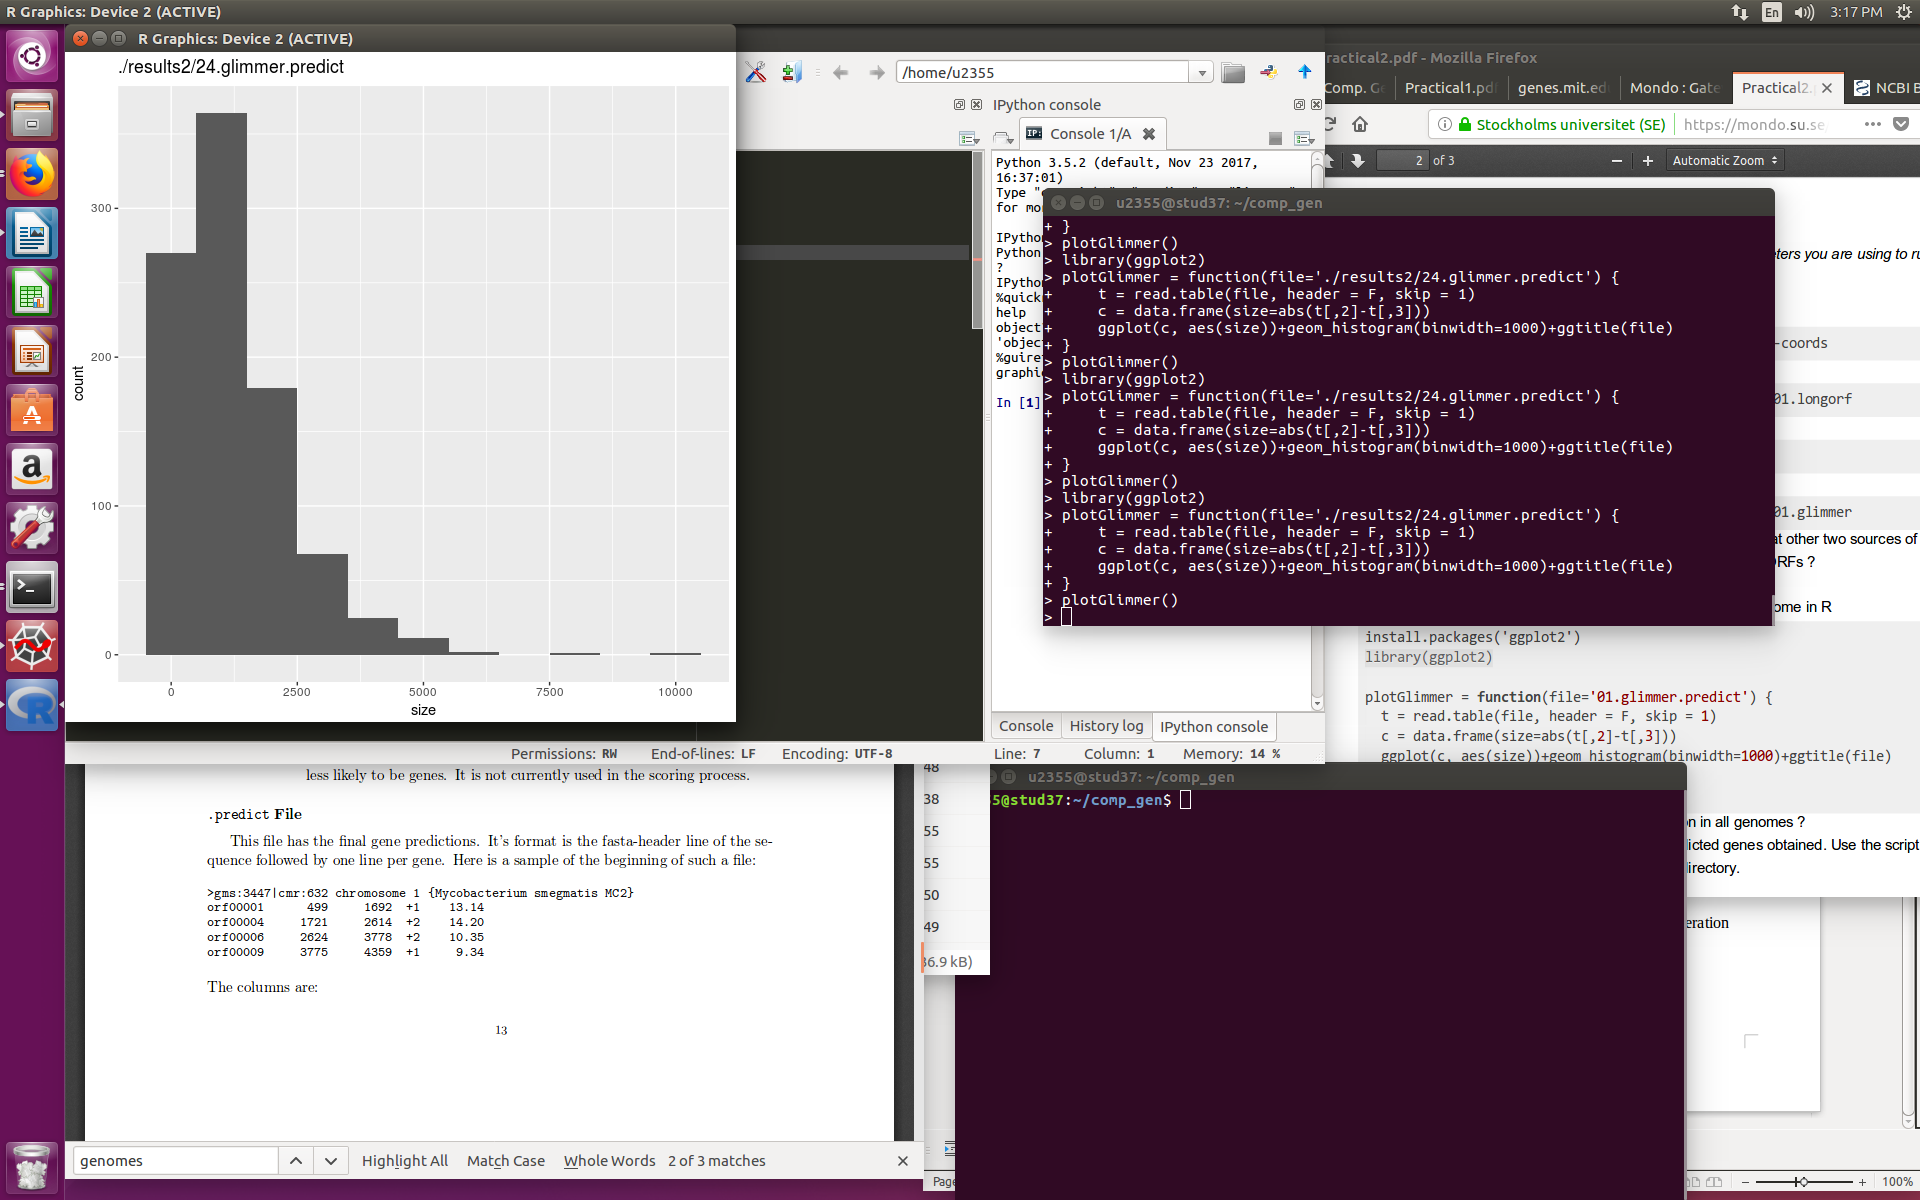 R Graphics: Device 2 (ACTIVE)
En
3:17 PM
R Graphics: Device 2 (ACTIVE)
./results2/24.glimmer.predict
count
300
200
100
0
0 2500 5000 7500 10000
size
/home/u2355
IPython console
Console 1/A
Python 3.5.2 (default, Nov 23 2017,
16:37:01)
Type "
for mo
IPytho
Python
?
IPytho
%quick
help
object
'objec
%guire
graphi
In [1]
Console
History log
IPython console
Permissions: RW End-of-lines: LF Encoding: UTF-8 Line: 7 Column: 1 Memory: 14 %
u2355@stud37: ~/comp_gen
+ }
> plotGlimmer()
> library(ggplot2)
> plotGlimmer = function(file='./results2/24.glimmer.predict') {
+     t = read.table(file, header = F, skip = 1)
+     c = data.frame(size=abs(t[,2]-t[,3]))
+     ggplot(c, aes(size))+geom_histogram(binwidth=1000)+ggtitle(file)
+ }
> plotGlimmer()
> library(ggplot2)
> plotGlimmer = function(file='./results2/24.glimmer.predict') {
+     t = read.table(file, header = F, skip = 1)
+     c = data.frame(size=abs(t[,2]-t[,3]))
+     ggplot(c, aes(size))+geom_histogram(binwidth=1000)+ggtitle(file)
+ }
> plotGlimmer()
> library(ggplot2)
> plotGlimmer = function(file='./results2/24.glimmer.predict') {
+     t = read.table(file, header = F, skip = 1)
+     c = data.frame(size=abs(t[,2]-t[,3]))
+     ggplot(c, aes(size))+geom_histogram(binwidth=1000)+ggtitle(file)
+ }
> plotGlimmer()
>
ractical2.pdf - Mozilla Firefox
Comp. G
Practical1.pd
genes.mit.ed
Mondo : Gate
Practical2.
NCBI B
Stockholms universitet (SE)
https://mondo.su.se
2 of 3
Automatic Zoom
ters you are using to ru
-coords
01.longorf
01.glimmer
at other two sources of
ORFs ?
ome in R
install.packages('ggplot2')
library(ggplot2)
plotGlimmer = function(file='01.glimmer.predict') {
t = read.table(file, header = F, skip = 1)
c = data.frame(size=abs(t[,2]-t[,3]))
ggplot(c, aes(size))+geom_histogram(binwidth=1000)+ggtitle(file)
on in all genomes ?
licted genes obtained. Use the script
directory.
eration
less likely to be genes. It is not currently used in the scoring process.
.predict File
This file has the final gene predictions. It's format is the fasta-header line of the se-
quence followed by one line per gene. Here is a sample of the beginning of such a file:
>gms:3447|cmr:632 chromosome 1 {Mycobacterium smegmatis MC2}
orf00001 499 1692 +1 13.14
orf00004 1721 2614 +2 14.20
orf00006 2624 3778 +2 10.35
orf00009 3775 4359 +1 9.34
The columns are:
13
48
38
55
55
50
49
36.9 kB)
u2355@stud37: ~/comp_gen
5@stud37:~/comp_gen$
genomes
Highlight All Match Case Whole Words 2 of 3 matches
Page
100%